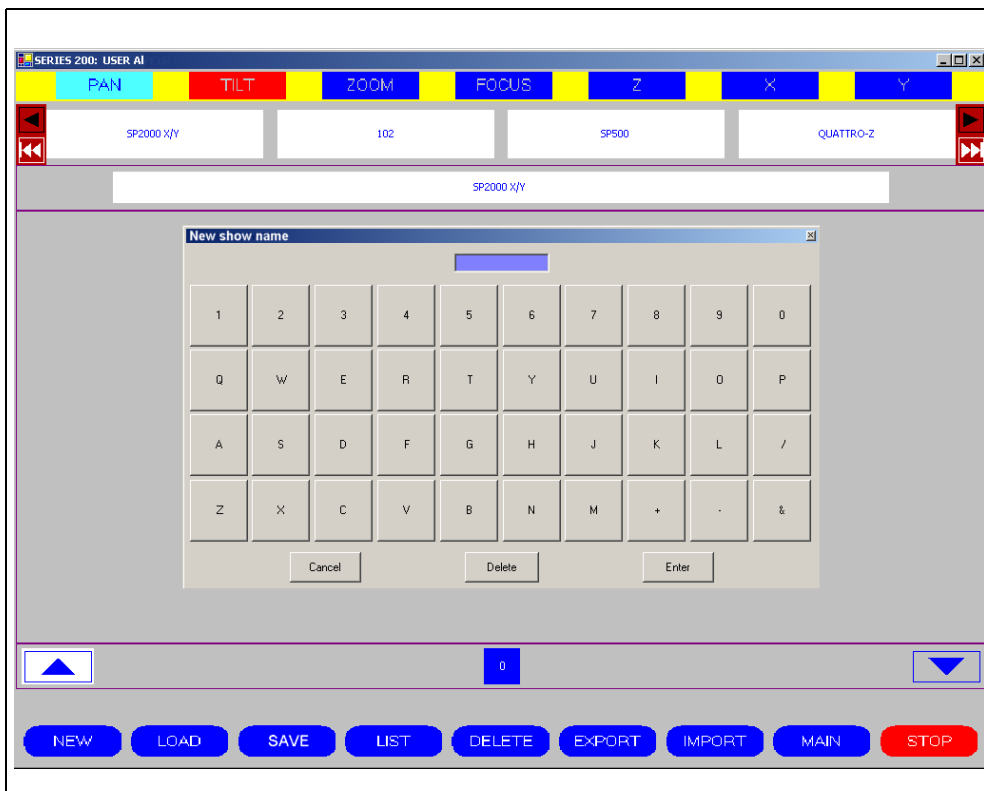 SERIES 200: USER AI
PAN TILT ZOOM FOCUS Z X Y
SP2000 X/Y 102 SP500 QUATTRO-Z
SP2000 X/Y
New show name
1 2 3 4 5 6 7 8 9 0
Q W E R T Y U I O P
A S D F G H J K L /
Z X C V B N M + - &
Cancel Delete Enter
0
NEW LOAD SAVE LIST DELETE EXPORT IMPORT MAIN STOP